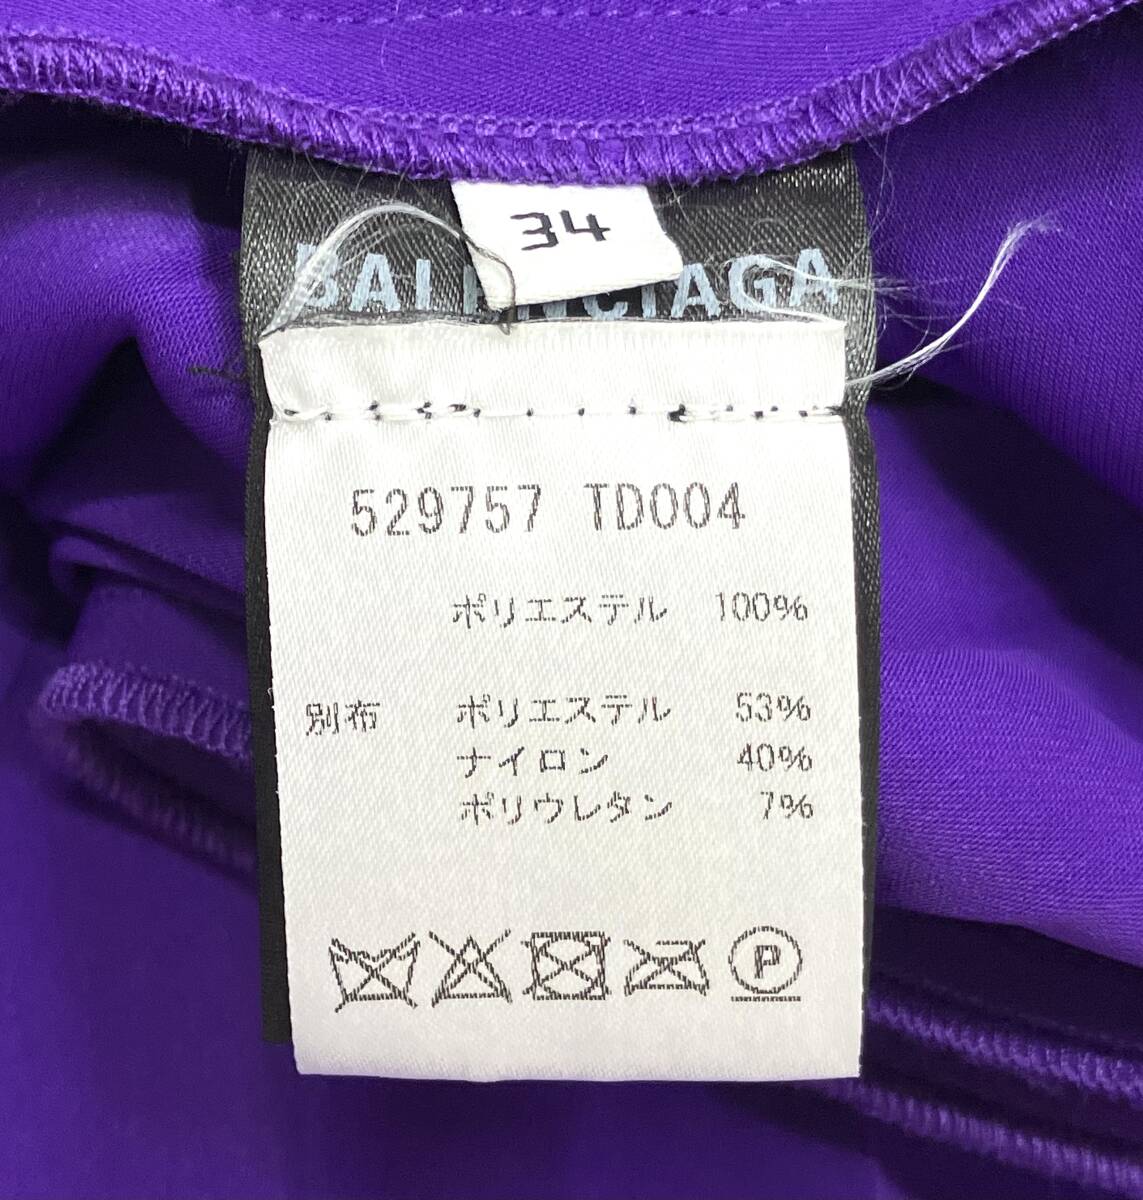 34
BALENCIAGA
529757 TD004
ポリエステル 100%
別布 ポリエステル 53%
ナイロン 40%
ポリウレタン 7%
P